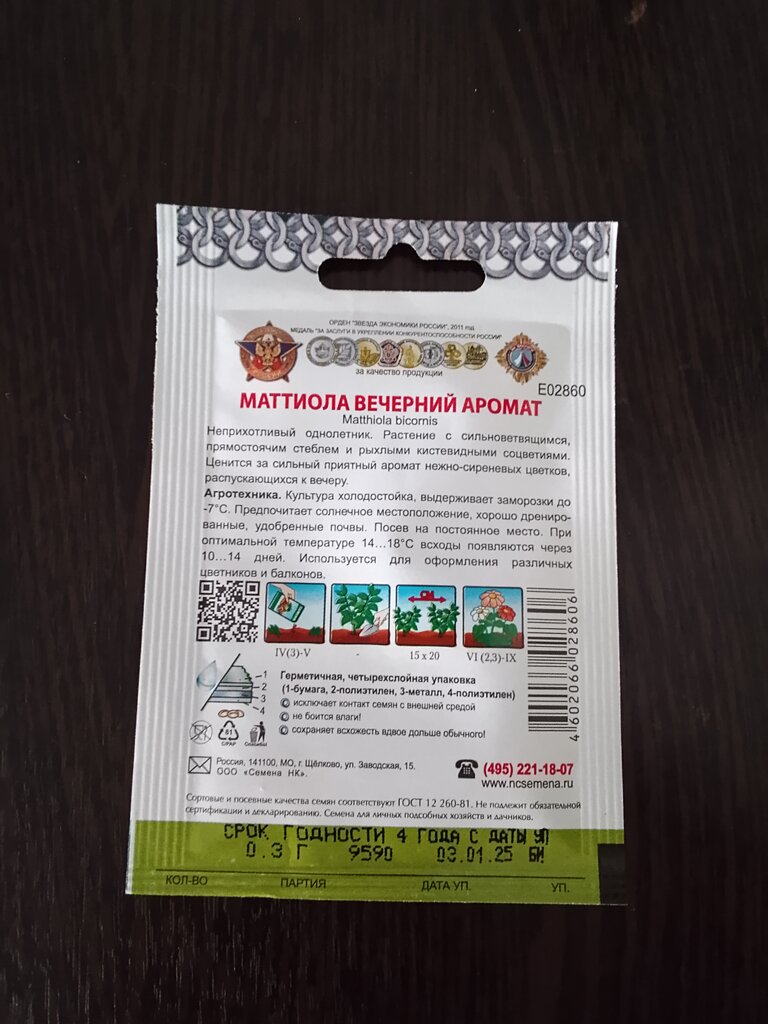 ОРДЕН "ЗВЕЗДА ЭКОНОМИКИ РОССИИ", 2011 год
МЕДАЛЬ "ЗА ЗАСЛУГИ В УКРЕПЛЕНИИ КОНКУРЕНТОСПОСОБНОСТИ РОССИИ"
за качество продукции
E02860
МАТТИОЛА ВЕЧЕРНИЙ АРОМАТ
Matthiola bicornis
Неприхотливый однолетник. Растение с сильноветвящимся,
прямостоячим стеблем и рыхлыми кистевидными соцветиями.
Ценится за сильный приятный аромат нежно-сиреневых цветков,
распускающихся к вечеру.
Агротехника. Культура холодостойка, выдерживает заморозки до
-7°С. Предпочитает солнечное местоположение, хорошо дрениро-
ванные, удобренные почвы. Посев на постоянное место. При
оптимальной температуре 14...18°С всходы появляются через
10...14 дней. Используется для оформления различных
цветников и балконов.
СМ
IV(3)-V - 15 x 20 VI (2,3)-IX
4602066028606
1
2
3
4
Герметичная, четырехслойная упаковка
(1-бумага, 2-полиэтилен, 3-металл, 4-полиэтилен)
исключает контакт семян с внешней средой
не боится влаги!
сохраняет всхожесть вдвое дольше обычного!
81
C/PAP
Спасибо!
Россия, 141100, МО, г. Щёлково, ул. Заводская, 15.
ООО «Семена НК».
(495) 221-18-07
www.ncsemena.ru
Сортовые и посевные качества семян соответствуют ГОСТ 12 260-81. Не подлежит обязательной
сертификации и декларированию. Семена для личных подсобных хозяйств и дачников.
СРОК ГОДНОСТИ 4 ГОДА С ДАТЫ УП
0.3 Г 9590 03.01.25 БИ
КОЛ-ВО ПАРТИЯ ДАТА УП. УП.